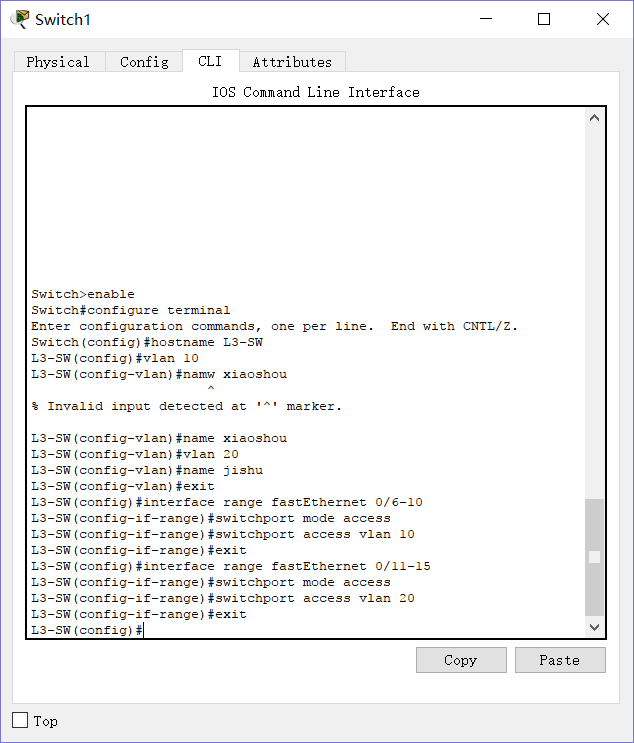 Switch1
Physical Config CLI Attributes
IOS Command Line Interface
Switch>enable
Switch#configure terminal
Enter configuration commands, one per line.  End with CNTL/Z.
Switch(config)#hostname L3-SW
L3-SW(config)#vlan 10
L3-SW(config-vlan)#namw xiaoshou
^
% Invalid input detected at '^' marker.
L3-SW(config-vlan)#name xiaoshou
L3-SW(config-vlan)#vlan 20
L3-SW(config-vlan)#name jishu
L3-SW(config-vlan)#exit
L3-SW(config)#interface range fastEthernet 0/6-10
L3-SW(config-if-range)#switchport mode access
L3-SW(config-if-range)#switchport access vlan 10
L3-SW(config-if-range)#exit
L3-SW(config)#interface range fastEthernet 0/11-15
L3-SW(config-if-range)#switchport mode access
L3-SW(config-if-range)#switchport access vlan 20
L3-SW(config-if-range)#exit
L3-SW(config)#
Copy Paste
Top